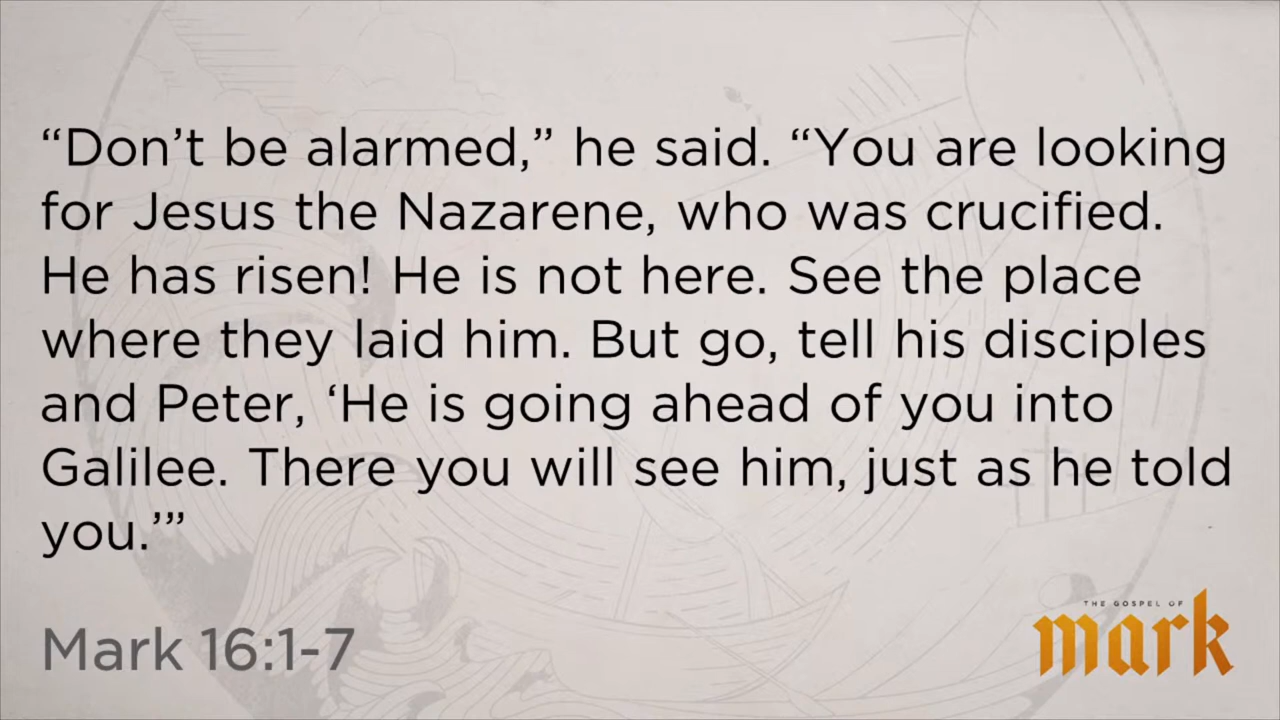 “Don’t be alarmed,” he said. “You are looking
for Jesus the Nazarene, who was crucified.
He has risen! He is not here. See the place
where they laid him. But go, tell his disciples
and Peter, ‘He is going ahead of you into
Galilee. There you will see him, just as he told
you.’”
Mark 16:1-7
THE GOSPEL OF
mark